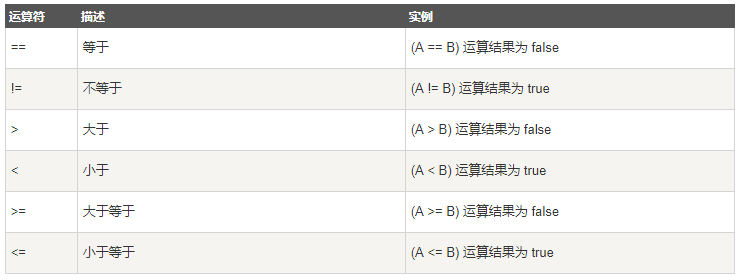 运算符 描述 实例
== 等于 (A == B) 运算结果为 false
!= 不等于 (A != B) 运算结果为 true
> 大于 (A > B) 运算结果为 false
< 小于 (A < B) 运算结果为 true
>= 大于等于 (A >= B) 运算结果为 false
<= 小于等于 (A <= B) 运算结果为 true